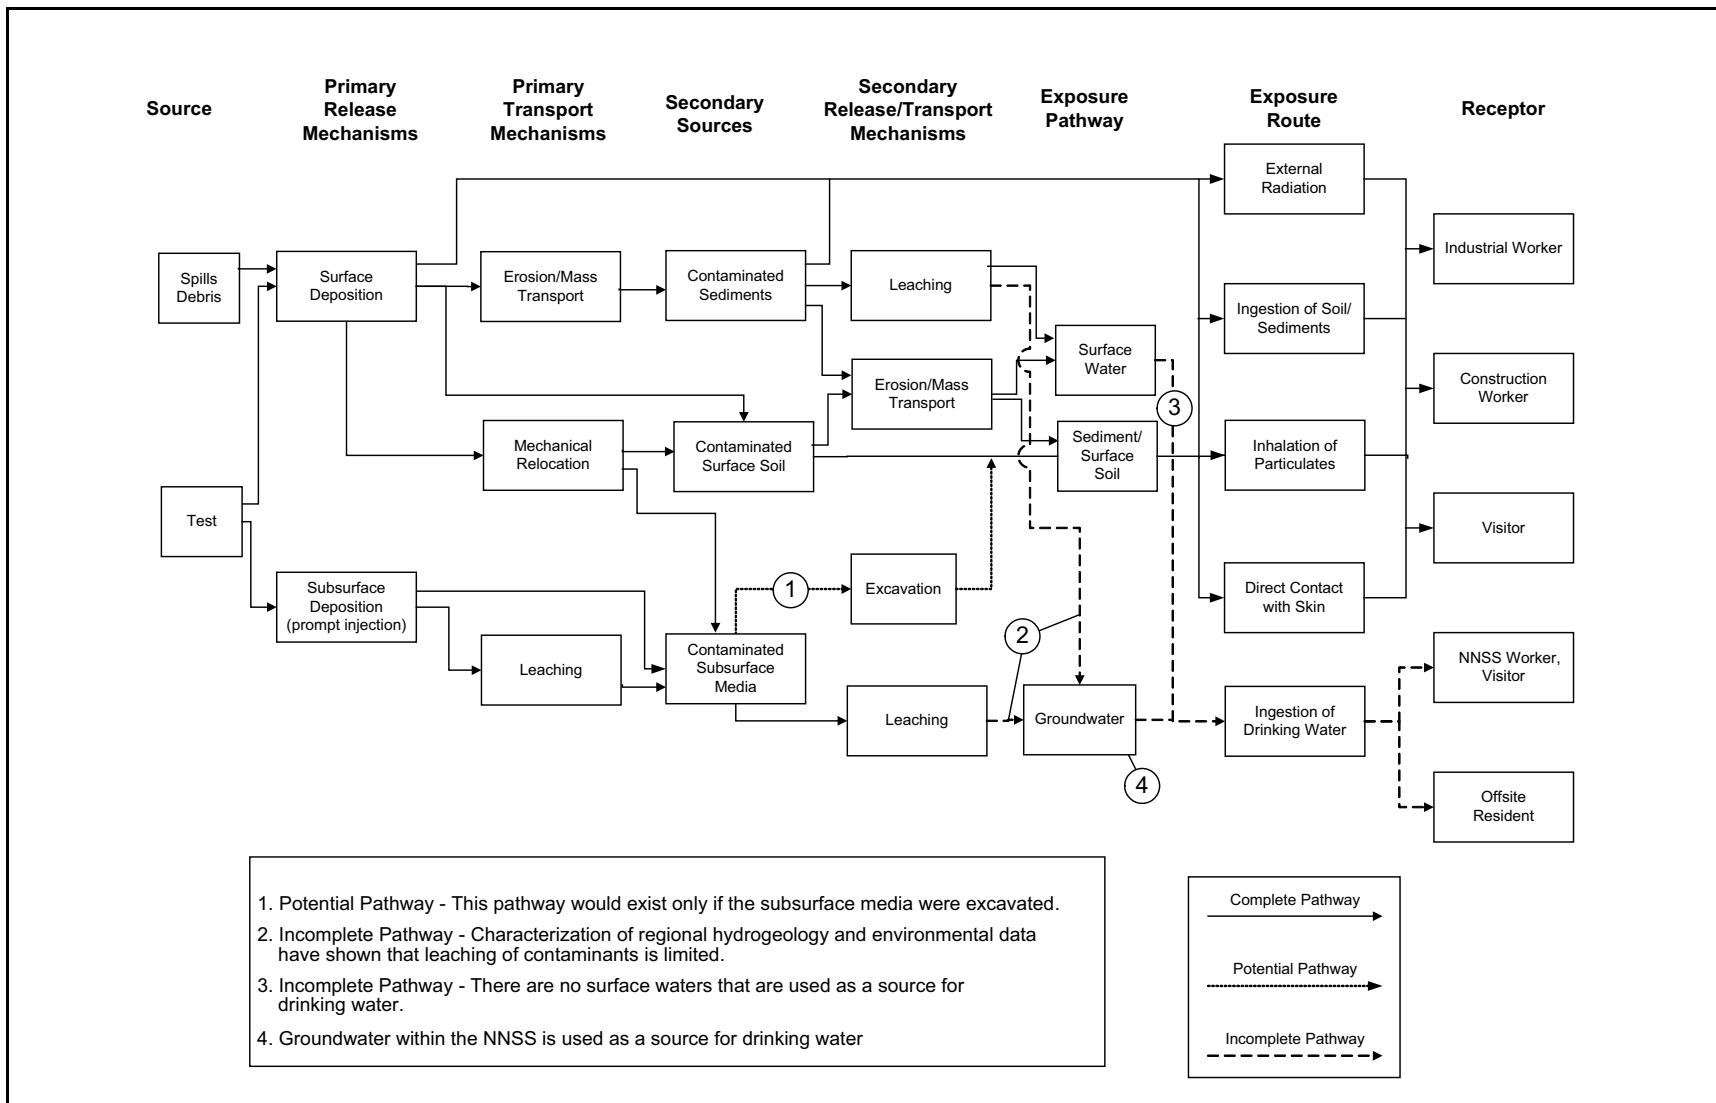 Source
Primary
Release
Mechanisms
Primary
Transport
Mechanisms
Secondary
Sources
Secondary
Release/Transport
Mechanisms
Exposure
Pathway
Exposure
Route
Receptor
Spills
Debris
Test
Surface
Deposition
Subsurface
Deposition
(prompt injection)
Erosion/Mass
Transport
Mechanical
Relocation
Leaching
Contaminated
Sediments
Contaminated
Surface Soil
Contaminated
Subsurface
Media
Leaching
Erosion/Mass
Transport
1
Excavation
Leaching
2
Surface
Water
Sediment/
Surface
Soil
Groundwater
3
4
External
Radiation
Ingestion of Soil/
Sediments
Inhalation of
Particulates
Direct Contact
with Skin
Ingestion of
Drinking Water
Industrial Worker
Construction
Worker
Visitor
NNSS Worker,
Visitor
Offsite
Resident
1. Potential Pathway - This pathway would exist only if the subsurface media were excavated.
2. Incomplete Pathway - Characterization of regional hydrogeology and environmental data
have shown that leaching of contaminants is limited.
3. Incomplete Pathway - There are no surface waters that are used as a source for
drinking water.
4. Groundwater within the NNSS is used as a source for drinking water
Complete Pathway
Potential Pathway
Incomplete Pathway